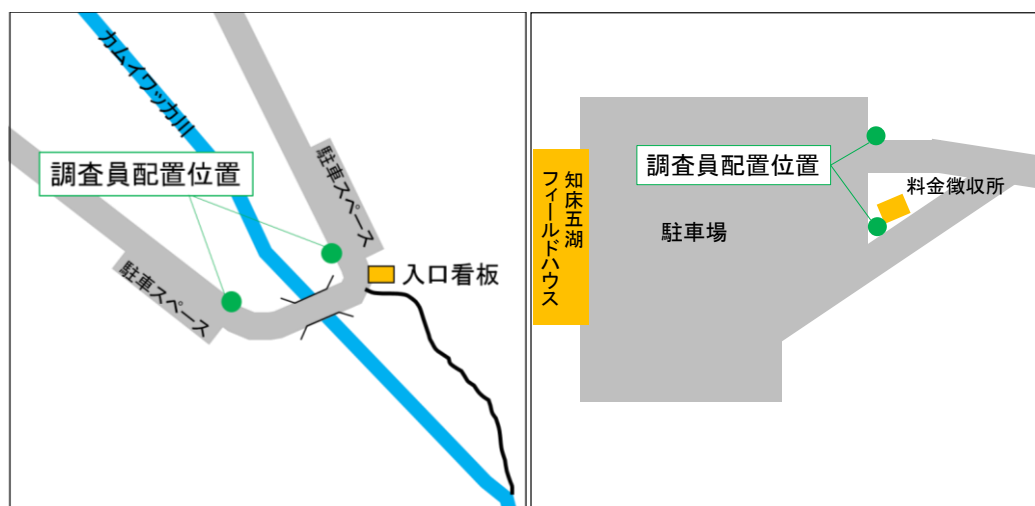 カムイワッカ川
調査員配置位置
駐車スペース
駐車スペース
入口看板
知床五湖
フィールドハウス
調査員配置位置
料金徴収所
駐車場